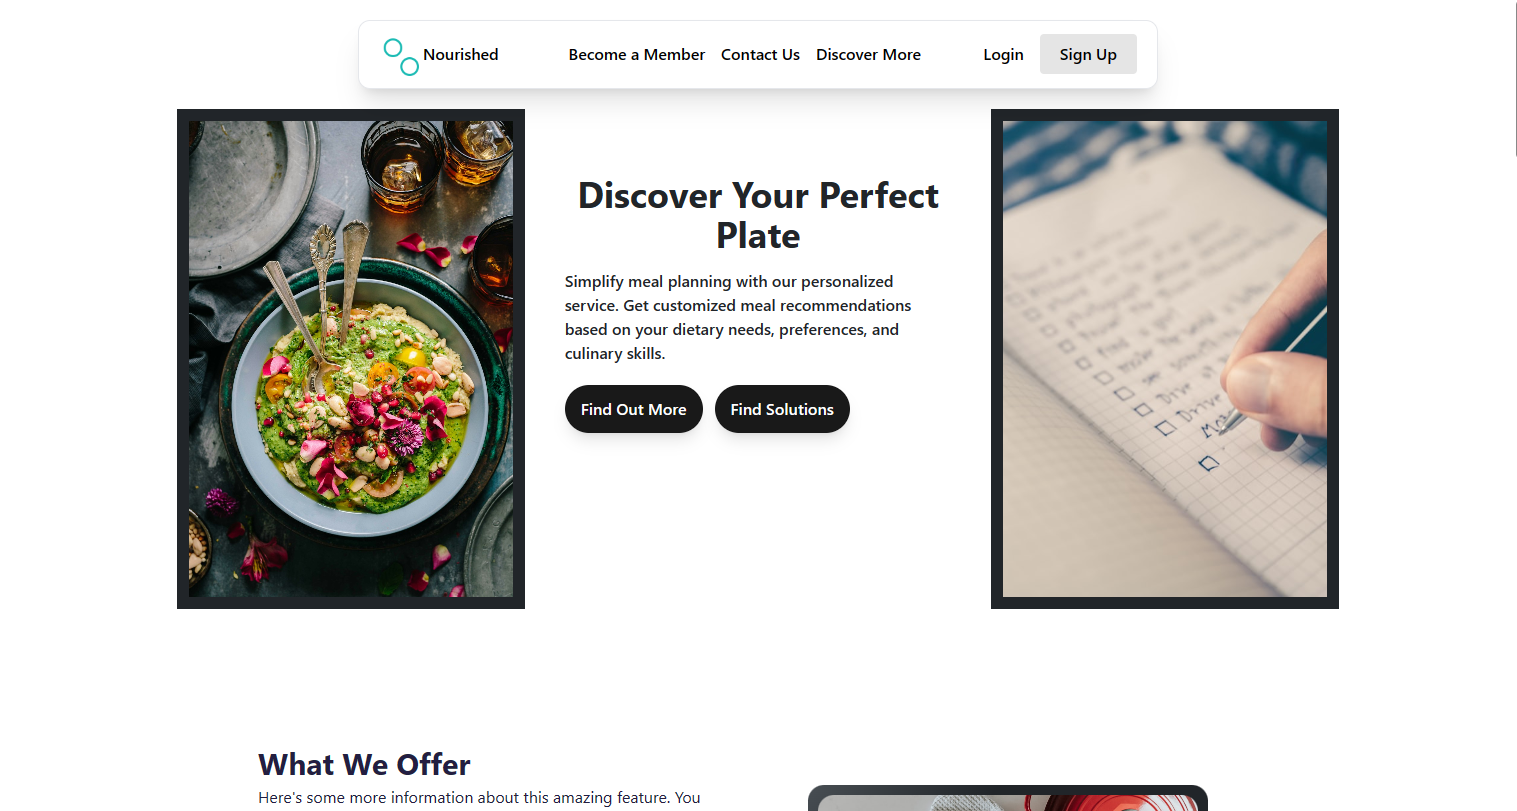 Nourished
Become a Member
Contact Us
Discover More
Login
Sign Up
Discover Your Perfect
Plate
Simplify meal planning with our personalized
service. Get customized meal recommendations
based on your dietary needs, preferences, and
culinary skills.
Find Out More
Find Solutions
What We Offer
Here's some more information about this amazing feature. You